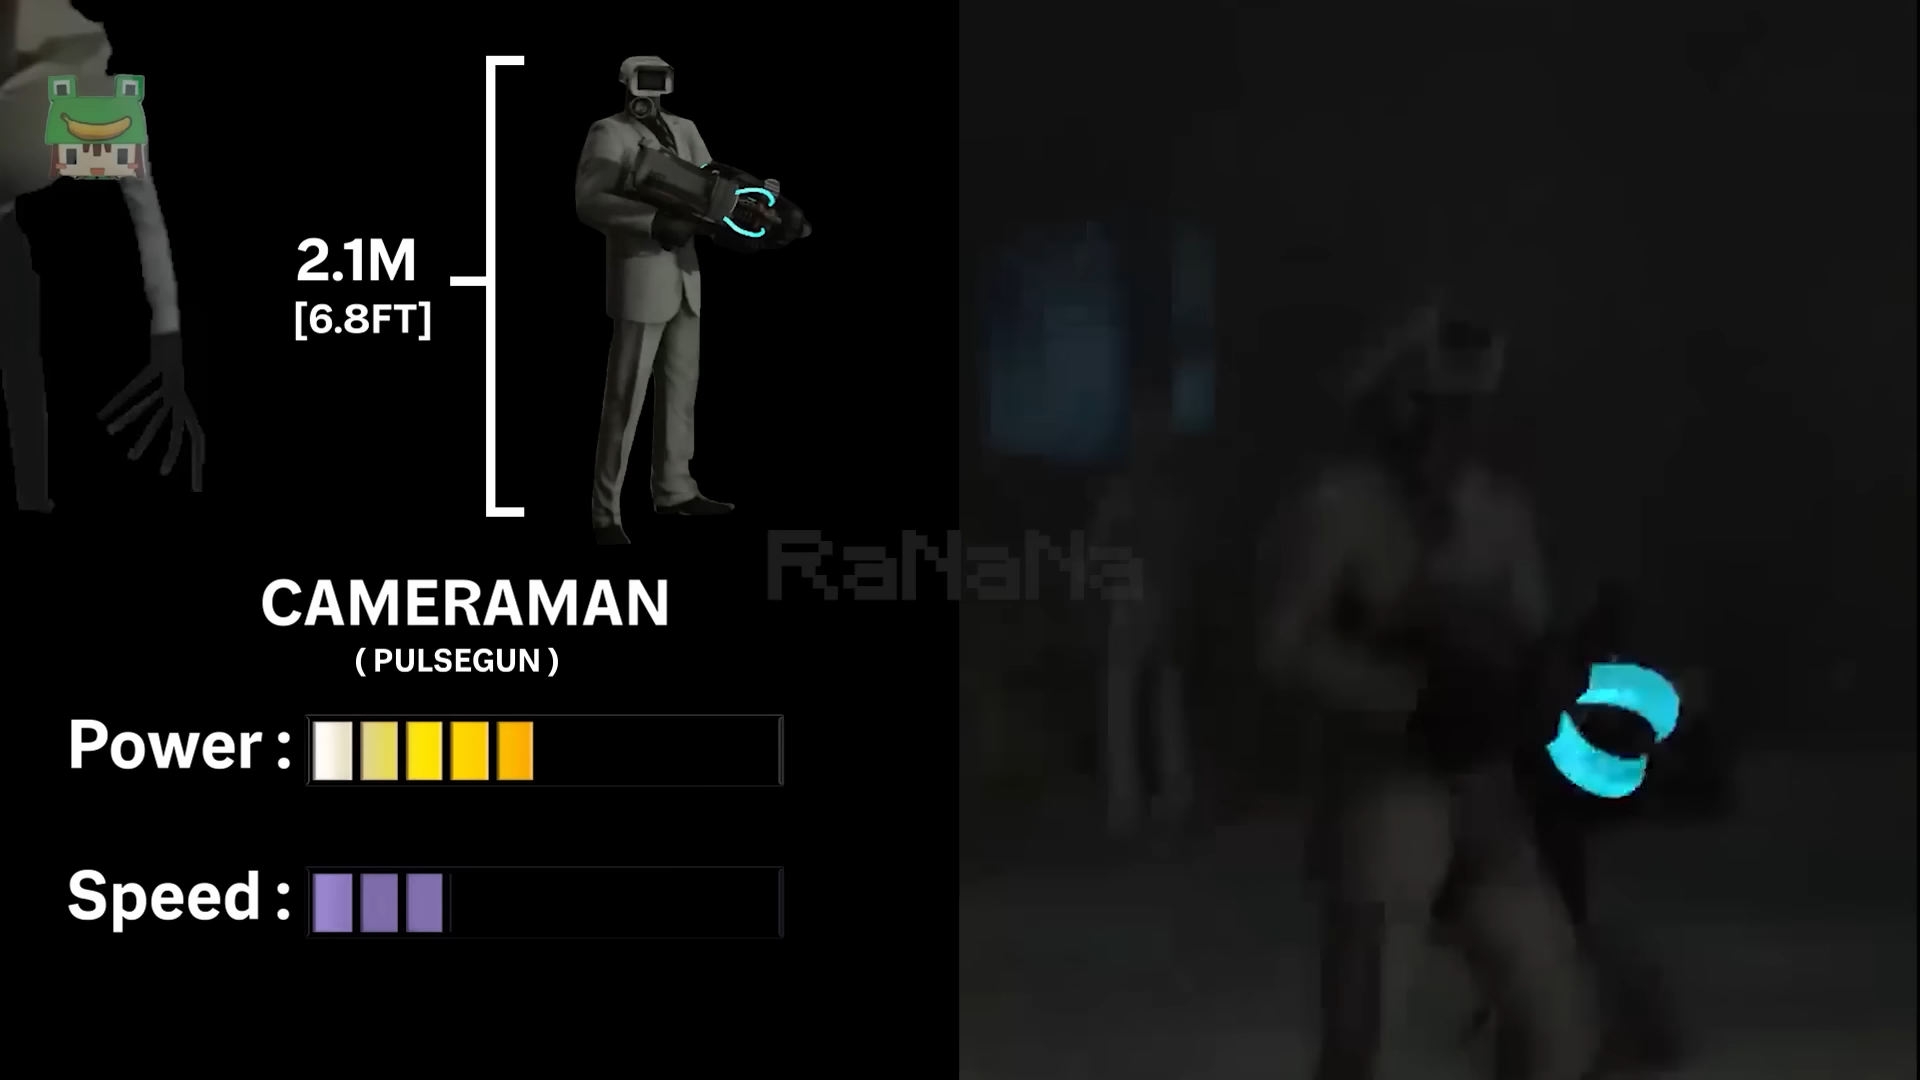 2.1M
[6.8FT]
RaNaNa
CAMERAMAN
( PULSEGUN )
Power :
Speed :